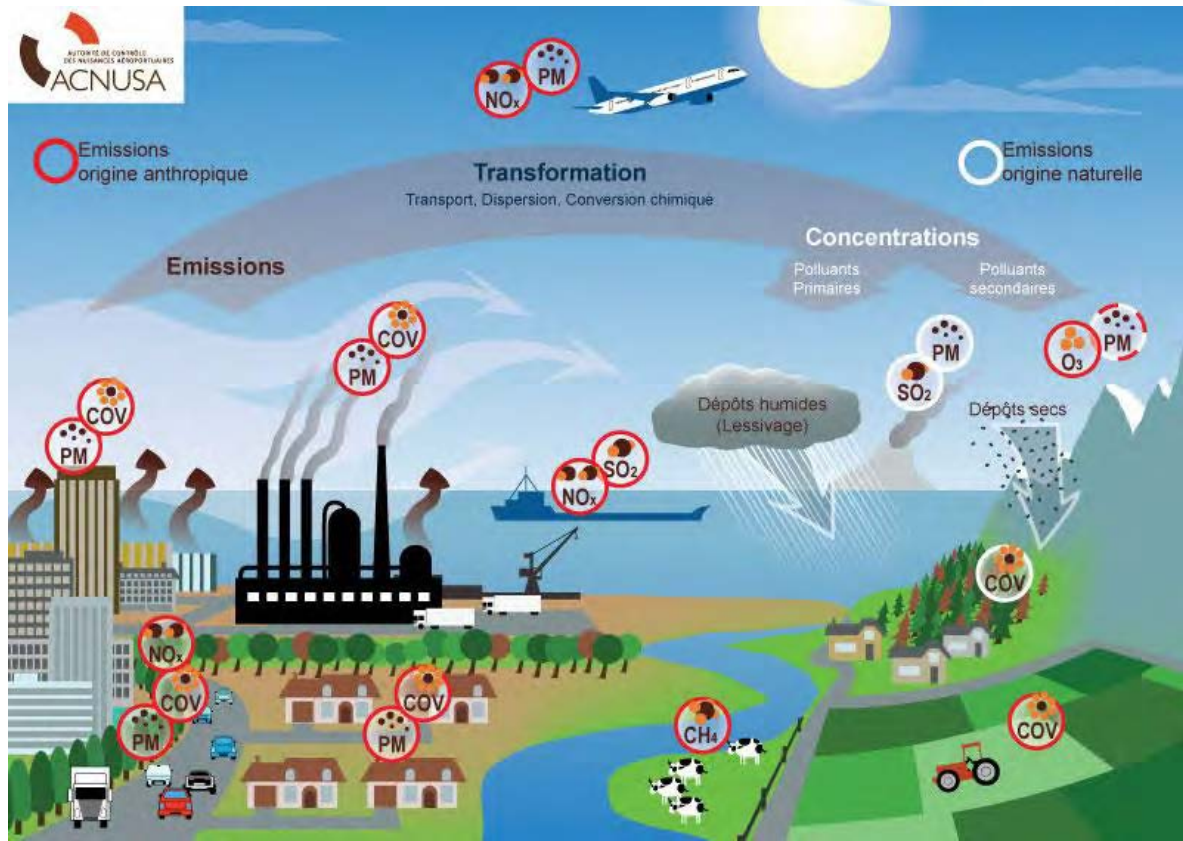 AUTORITÉ DE CONTRÔLE
DES NUISANCES AÉROPORTUAIRES
ACNUSA
NOx
PM
Emissions
origine anthropique
Emissions
origine naturelle
Transformation
Transport, Dispersion, Conversion chimique
Concentrations
Polluants
Primaires
Polluants
secondaires
Emissions
COV
PM
PM
SO2
O3
PM
COV
PM
Dépôts humides
(Lessivage)
Dépôts secs
SO2
NOx
COV
NOx
COV
PM
COV
PM
CH4
COV